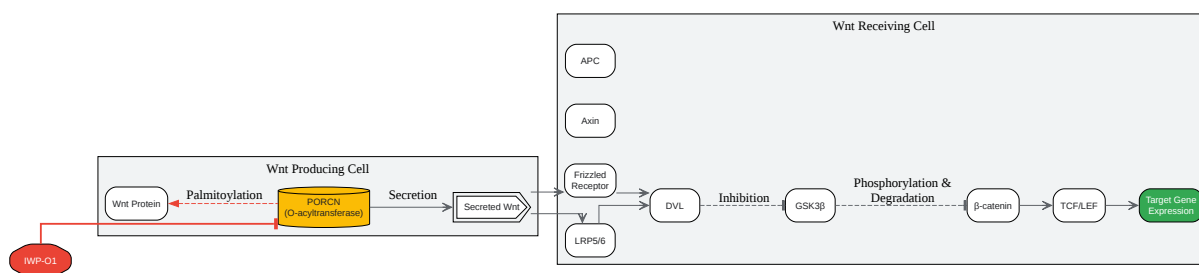 Wnt Receiving Cell
APC
Axin
Wnt Producing Cell
Frizzled
Receptor
Wnt Protein
Palmitoylation
PORCN
(O-acyltransferase)
Secretion
Secreted Wnt
DVL
Inhibition
GSK3β
Phosphorylation &
Degradation
β-catenin
TCF/LEF
Target Gene
Expression
LRP5/6
IWP-O1